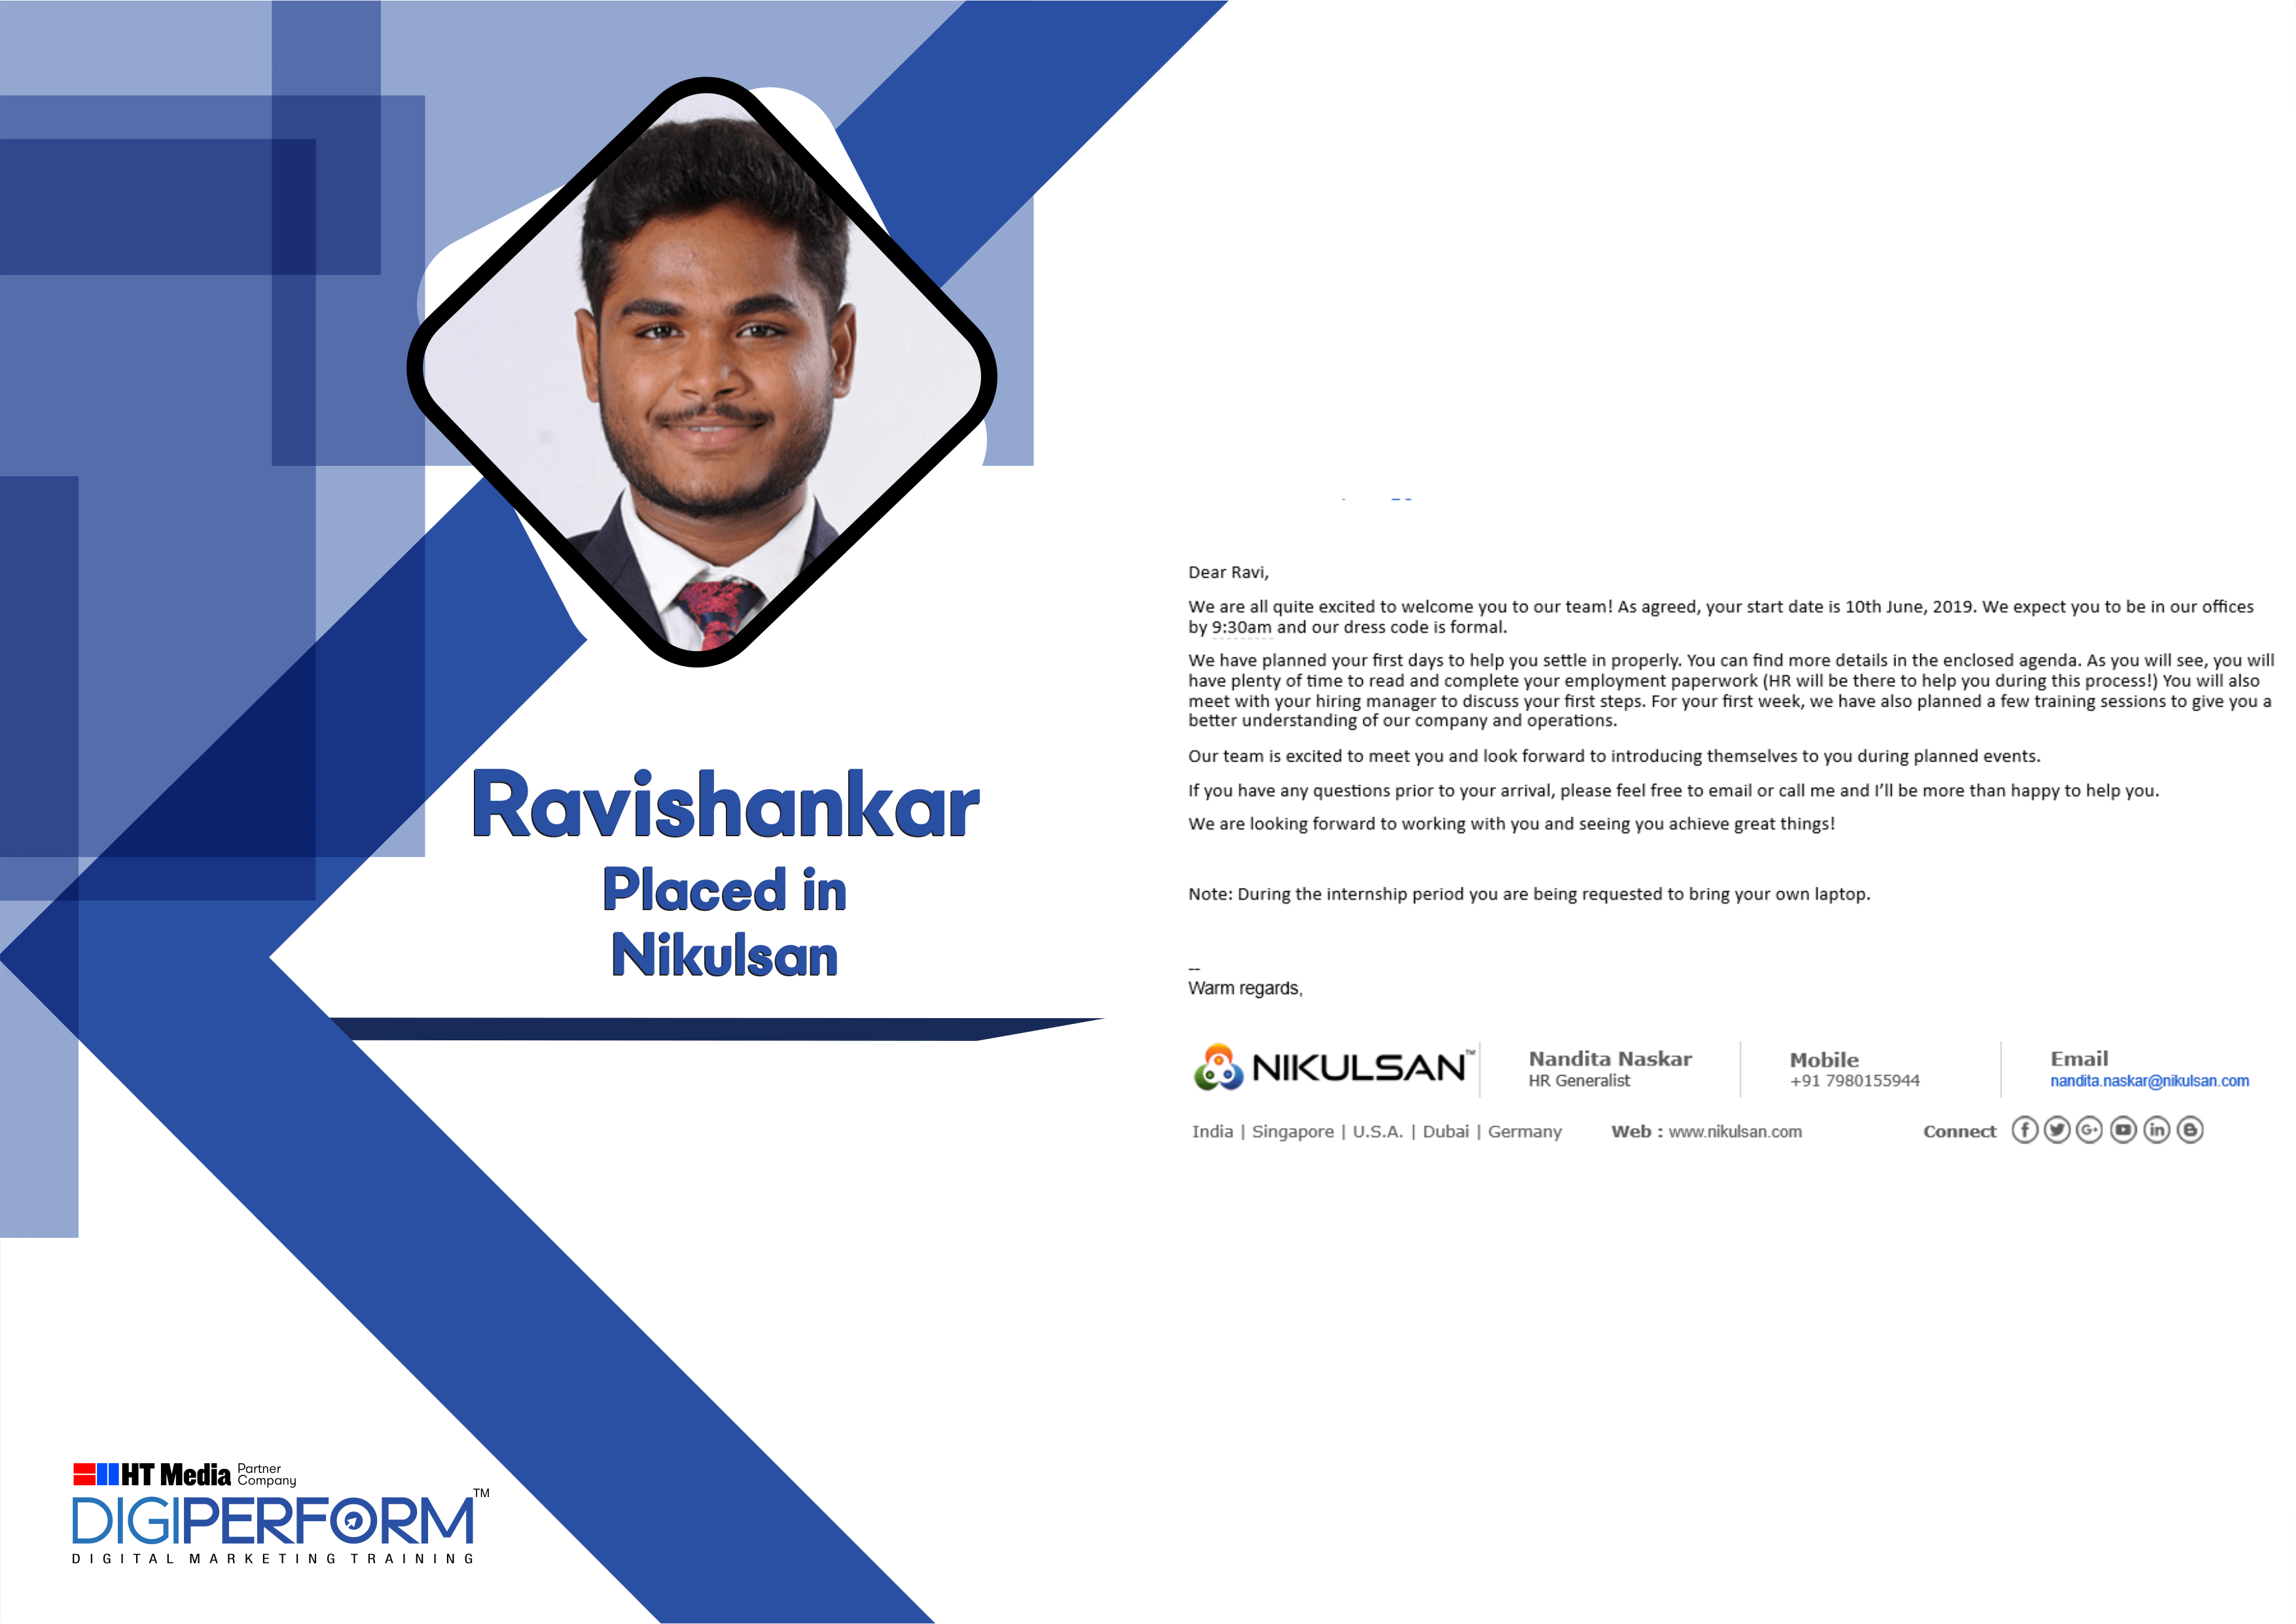 Ravishankar
Placed in
Nikulsan
Dear Ravi,
We are all quite excited to welcome you to our team! As agreed, your start date is 10th June, 2019. We expect you to be in our offices
by 9:30am and our dress code is formal.
We have planned your first days to help you settle in properly. You can find more details in the enclosed agenda. As you will see, you will
have plenty of time to read and complete your employment paperwork (HR will be there to help you during this process!) You will also
meet with your hiring manager to discuss your first steps. For your first week, we have also planned a few training sessions to give you a
better understanding of our company and operations.
Our team is excited to meet you and look forward to introducing themselves to you during planned events.
If you have any questions prior to your arrival, please feel free to email or call me and I’ll be more than happy to help you.
We are looking forward to working with you and seeing you achieve great things!
Note: During the internship period you are being requested to bring your own laptop.
--
Warm regards,
NIKULSAN™
Nandita Naskar
HR Generalist
Mobile
+91 7980155944
Email
nandita.naskar@nikulsan.com
India | Singapore | U.S.A. | Dubai | Germany
Web : www.nikulsan.com
Connect
HT Media Partner Company
DIGIPERFORM™
DIGITAL MARKETING TRAINING